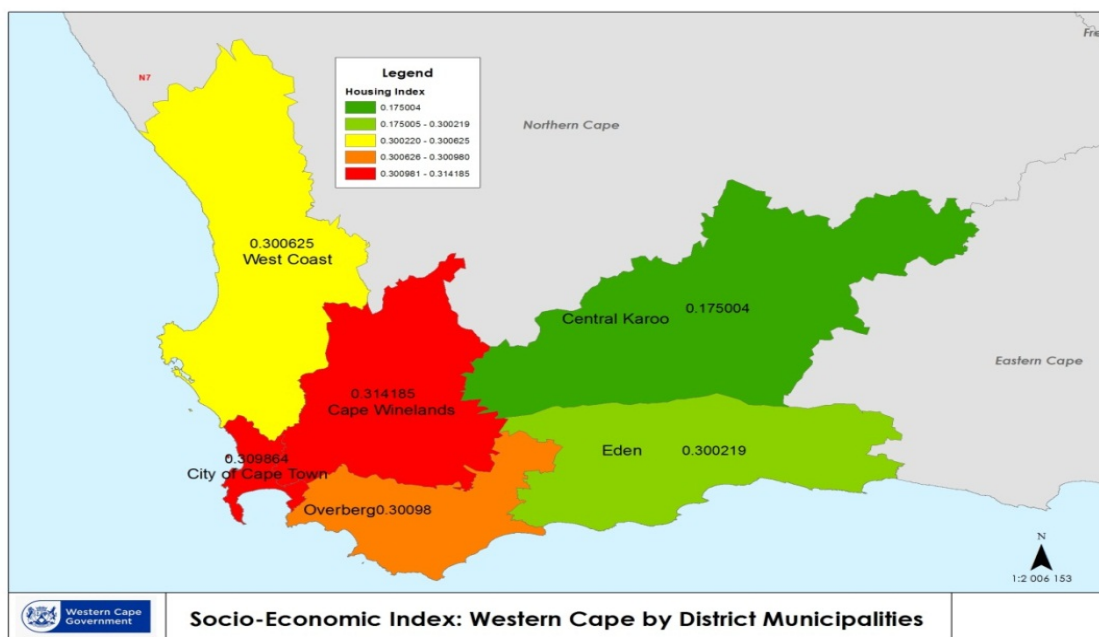 Frie
N7
Legend
Housing Index
0.175004
0.175005 - 0.300219
0.300220 - 0.300625
0.300626 - 0.300980
0.300981 - 0.314185
Northern Cape
0.300625
West Coast
Central Karoo 0.175004
Eastern Cape
0.314185
Cape Winelands
Eden 0.300219
0.309864
City of Cape Town
Overberg0.30098
N
1:2 006 153
Western Cape
Government
Socio-Economic Index: Western Cape by District Municipalities